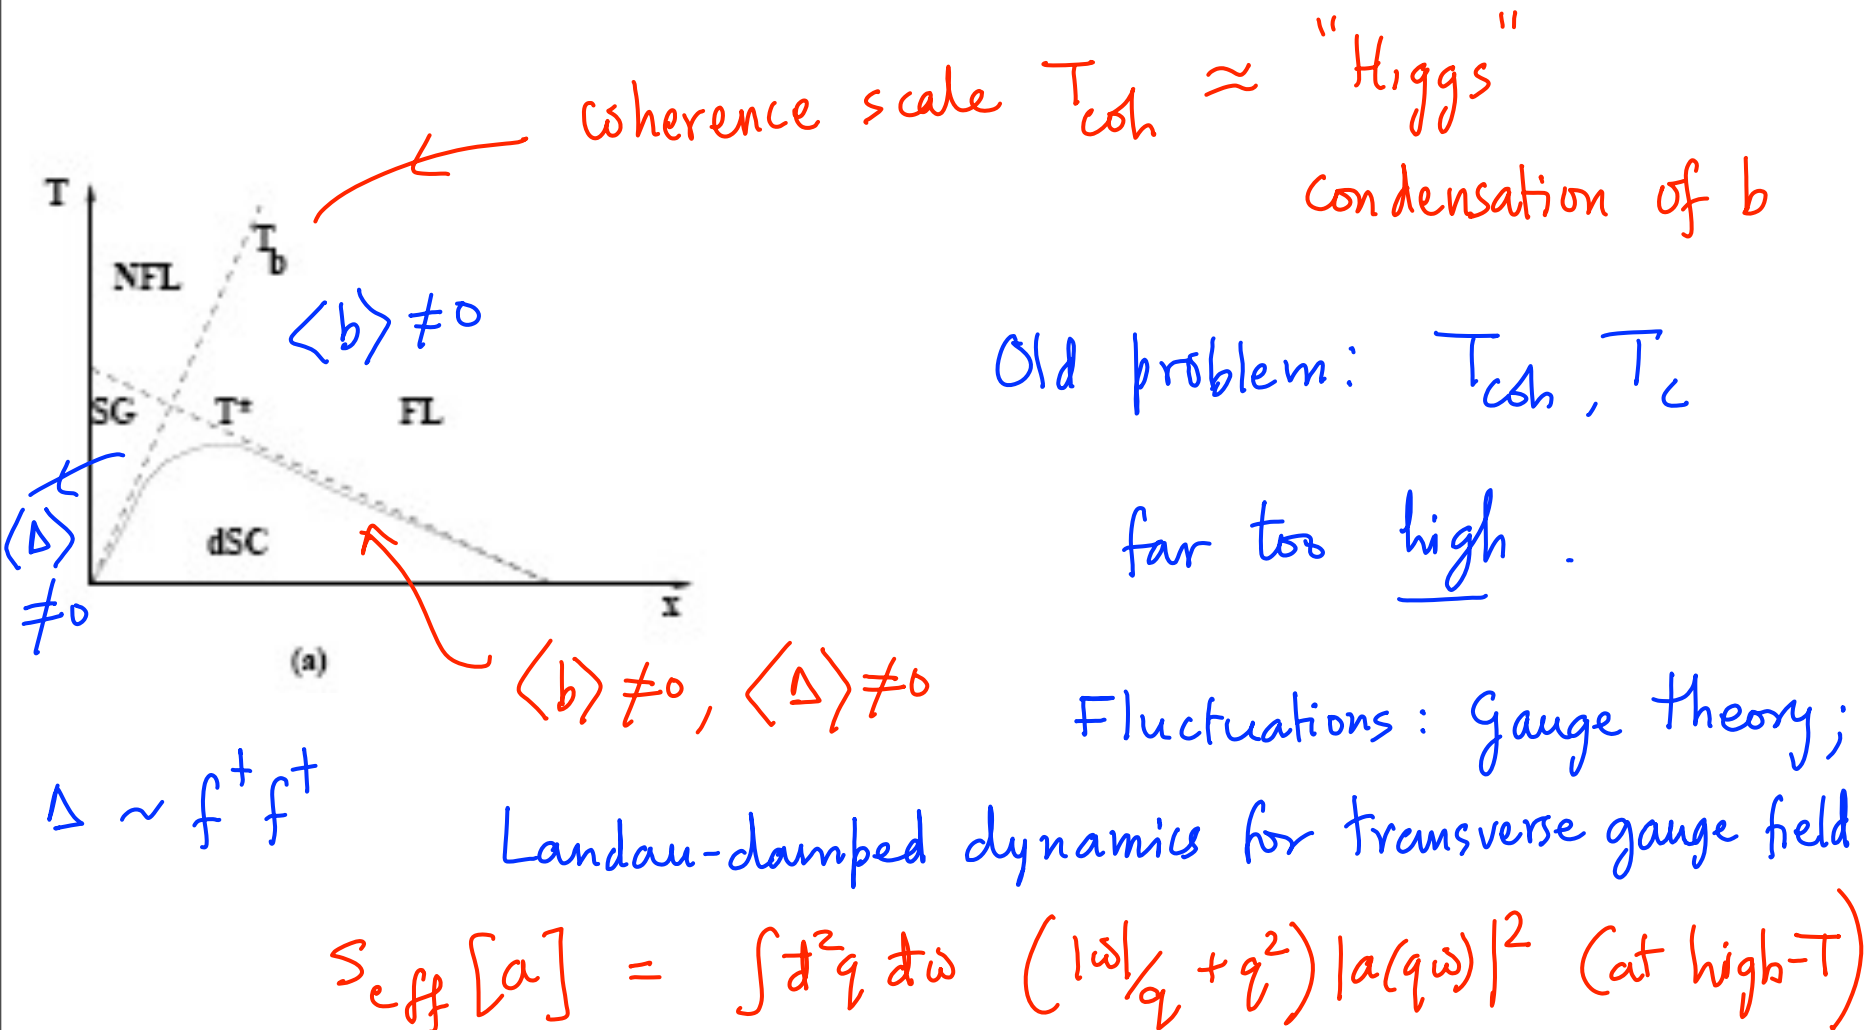 coherence scale T_coh ≈ "Higgs"
condensation of b
T
T_b
NFL
⟨b⟩ ≠ 0
Old problem: T_coh, T_c
SG
T*
FL
far too high.
⟨Δ⟩
≠ 0
dSC
x
(a)
⟨b⟩ ≠ 0, ⟨Δ⟩ ≠ 0
Fluctuations: Gauge theory;
Δ ~ f† f†
Landau-damped dynamics for transverse gauge field
S_eff [a] = ∫ đ²q đω (|ω|/q + q²) |a(qω)|² (at high-T)